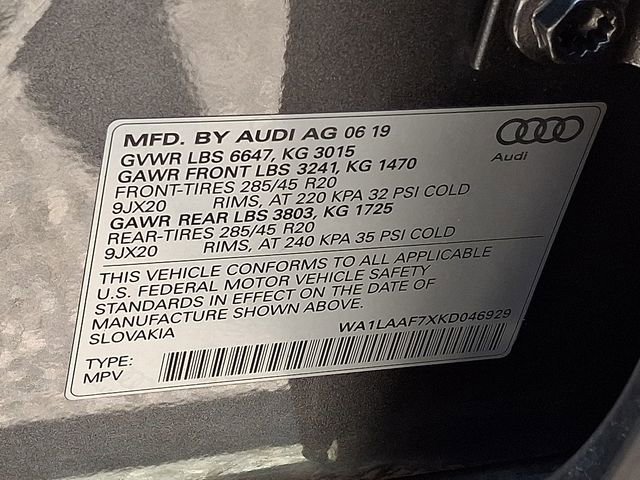 MFD. BY AUDI AG 06 19
Audi
GVWR LBS 6647, KG 3015
GAWR FRONT LBS 3241, KG 1470
FRONT-TIRES 285/45 R20
9JX20 RIMS, AT 220 KPA 32 PSI COLD
GAWR REAR LBS 3803, KG 1725
REAR-TIRES 285/45 R20
9JX20 RIMS, AT 240 KPA 35 PSI COLD
THIS VEHICLE CONFORMS TO ALL APPLICABLE
U.S. FEDERAL MOTOR VEHICLE SAFETY
STANDARDS IN EFFECT ON THE DATE OF
MANUFACTURE SHOWN ABOVE.
SLOVAKIA
WA1LAAF7XKD046929
TYPE:
MPV